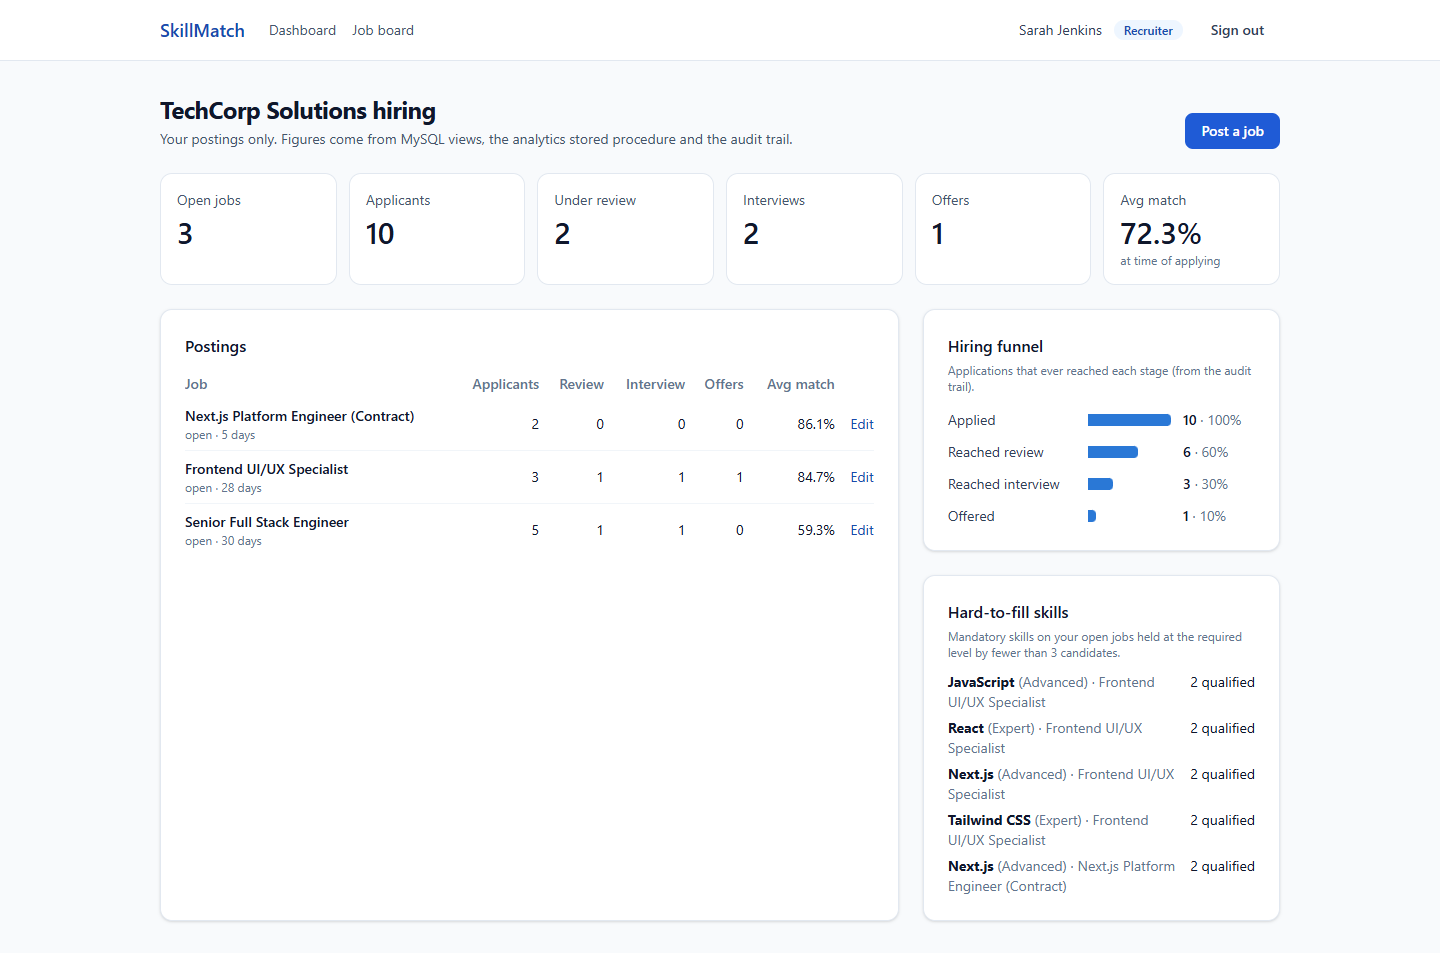 SkillMatch Dashboard Job board Sarah Jenkins Recruiter Sign out
TechCorp Solutions hiring
Your postings only. Figures come from MySQL views, the analytics stored procedure and the audit trail.
Post a job
Open jobs
3
Applicants
10
Under review
2
Interviews
2
Offers
1
Avg match
72.3%
at time of applying
Postings
Job Applicants Review Interview Offers Avg match
Next.js Platform Engineer (Contract)
open · 5 days
2 0 0 0 86.1% Edit
Frontend UI/UX Specialist
open · 28 days
3 1 1 1 84.7% Edit
Senior Full Stack Engineer
open · 30 days
5 1 1 0 59.3% Edit
Hiring funnel
Applications that ever reached each stage (from the audit
trail).
Applied 10 · 100%
Reached review 6 · 60%
Reached interview 3 · 30%
Offered 1 · 10%
Hard-to-fill skills
Mandatory skills on your open jobs held at the required
level by fewer than 3 candidates.
JavaScript (Advanced) · Frontend 2 qualified
UI/UX Specialist
React (Expert) · Frontend UI/UX 2 qualified
Specialist
Next.js (Advanced) · Frontend UI/UX 2 qualified
Specialist
Tailwind CSS (Expert) · Frontend 2 qualified
UI/UX Specialist
Next.js (Advanced) · Next.js Platform 2 qualified
Engineer (Contract)